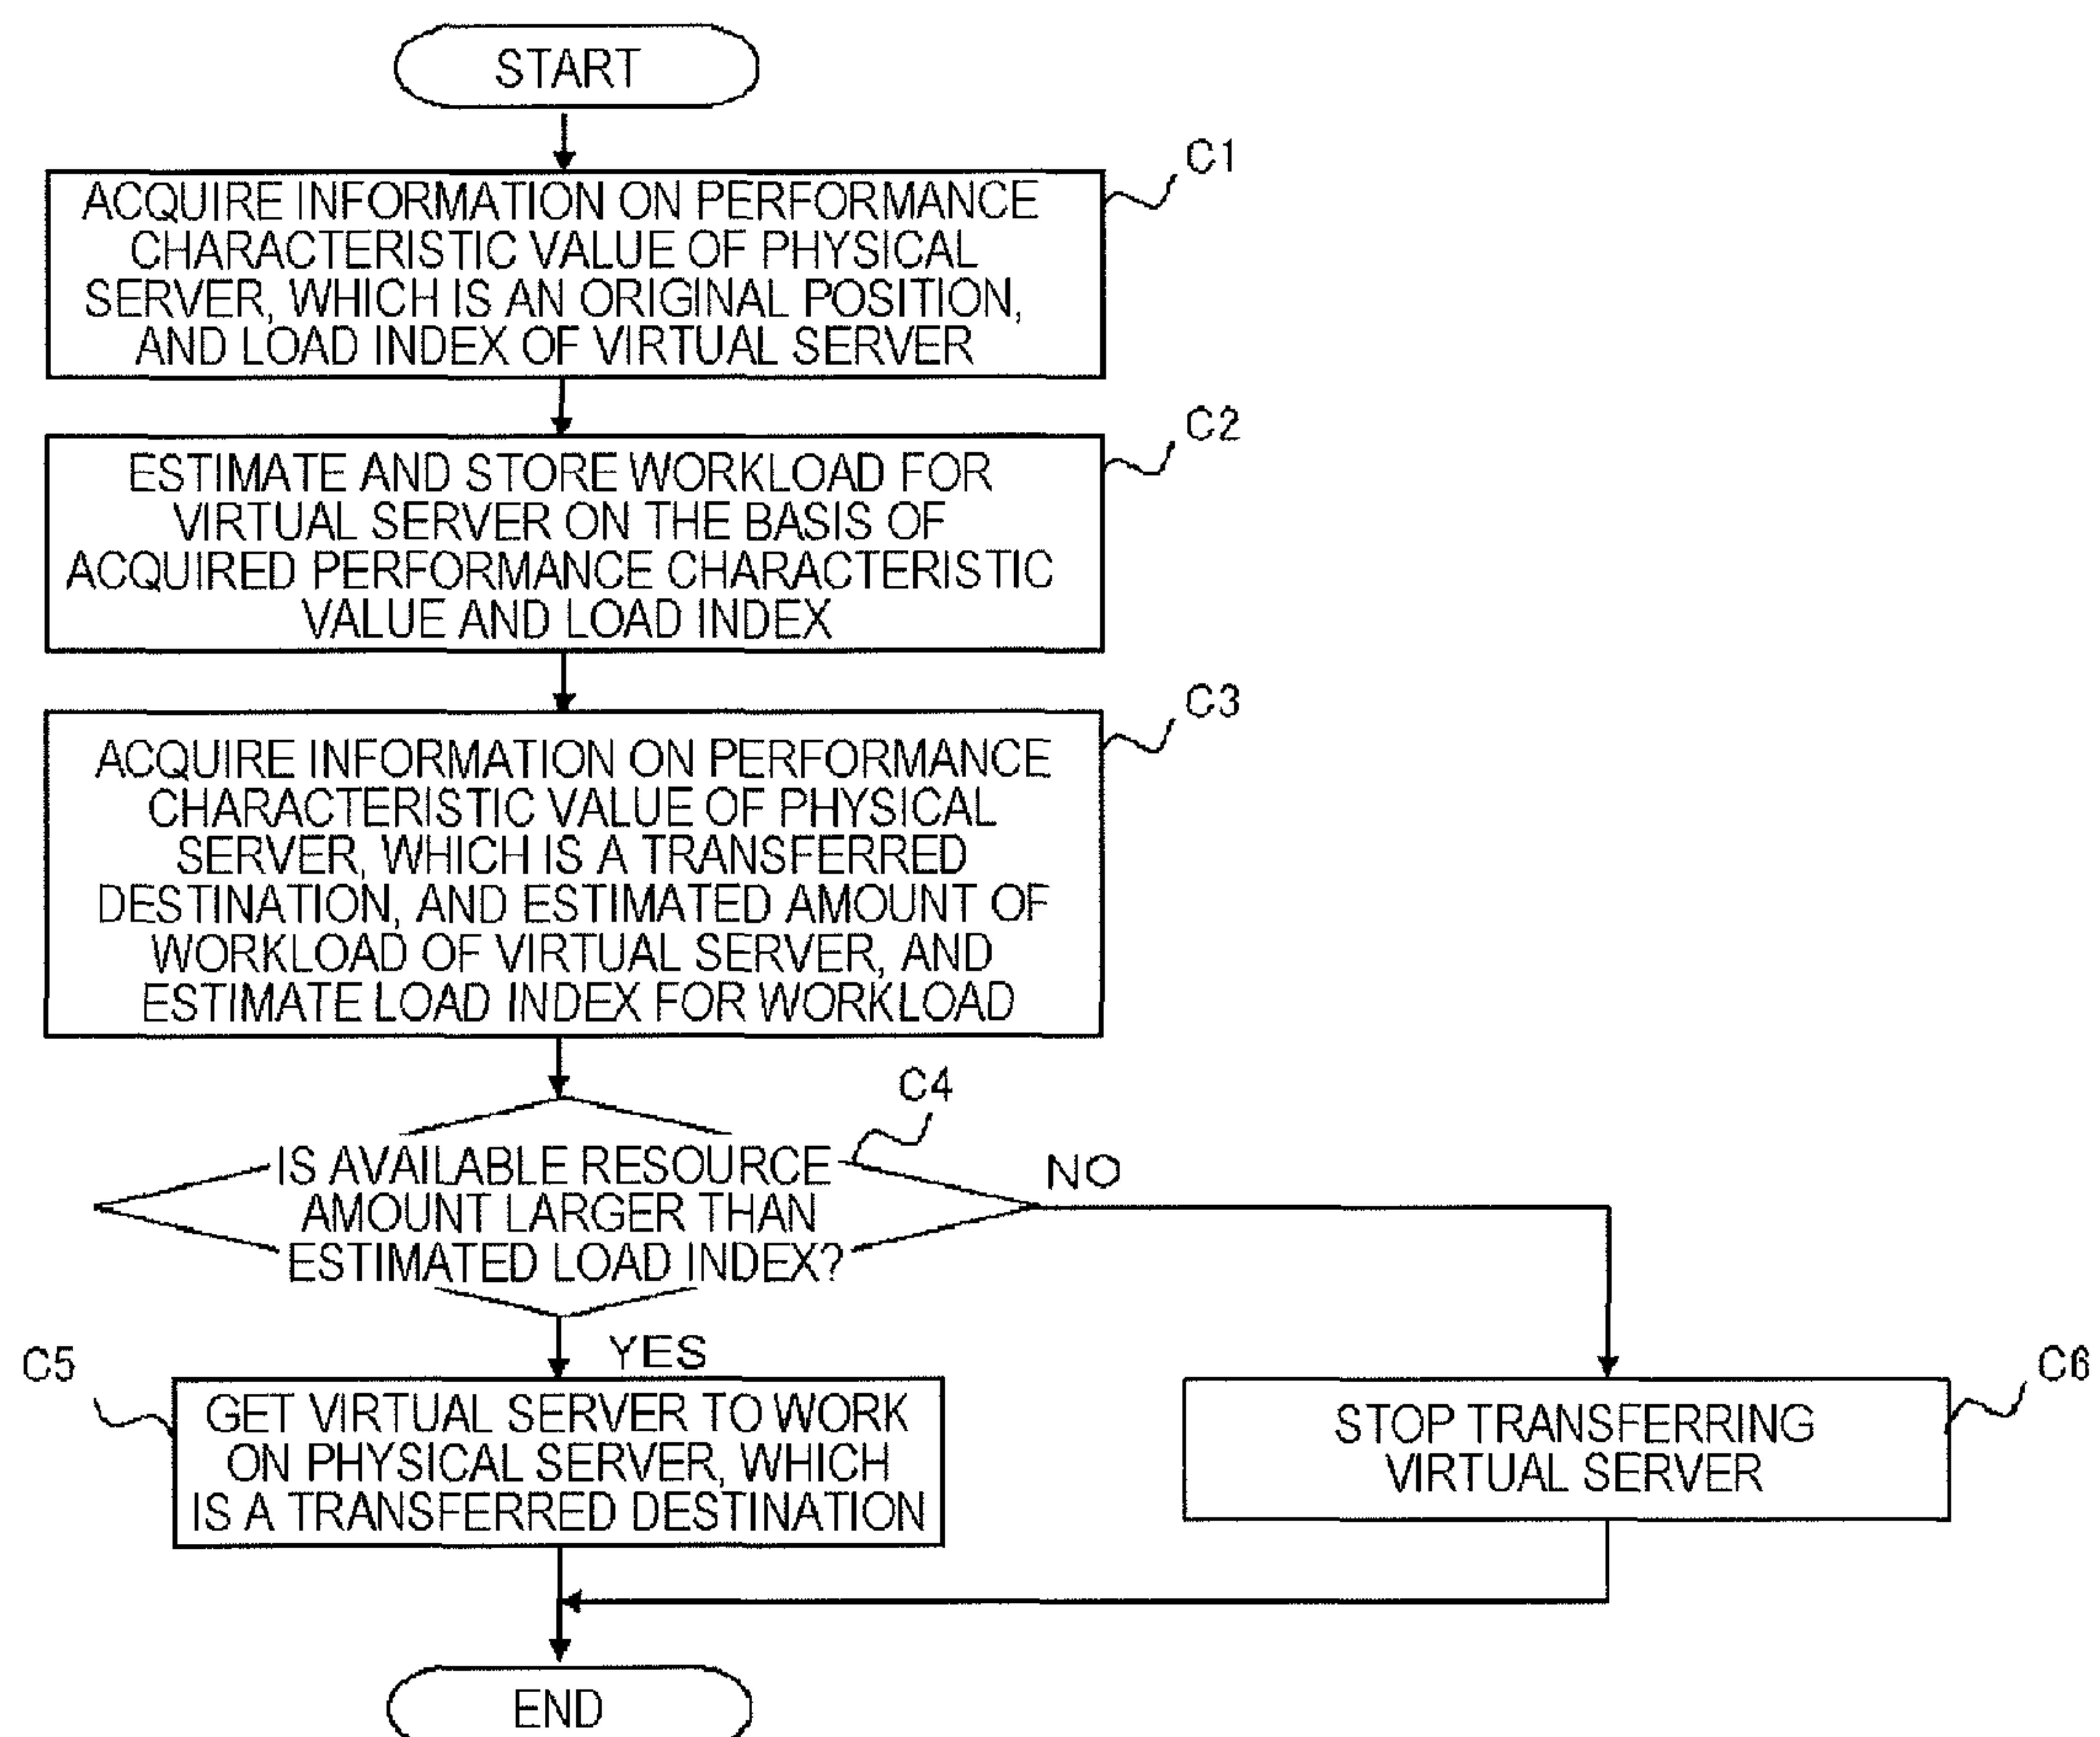 START
C1
ACQUIRE INFORMATION ON PERFORMANCE
CHARACTERISTIC VALUE OF PHYSICAL
SERVER, WHICH IS AN ORIGINAL POSITION,
AND LOAD INDEX OF VIRTUAL SERVER
C2
ESTIMATE AND STORE WORKLOAD FOR
VIRTUAL SERVER ON THE BASIS OF
ACQUIRED PERFORMANCE CHARACTERISTIC
VALUE AND LOAD INDEX
C3
ACQUIRE INFORMATION ON PERFORMANCE
CHARACTERISTIC VALUE OF PHYSICAL
SERVER, WHICH IS A TRANSFERRED
DESTINATION, AND ESTIMATED AMOUNT OF
WORKLOAD OF VIRTUAL SERVER, AND
ESTIMATE LOAD INDEX FOR WORKLOAD
C4
IS AVAILABLE RESOURCE
AMOUNT LARGER THAN
ESTIMATED LOAD INDEX?
NO
YES
C5
GET VIRTUAL SERVER TO WORK
ON PHYSICAL SERVER, WHICH
IS A TRANSFERRED DESTINATION
C6
STOP TRANSFERRING
VIRTUAL SERVER
END